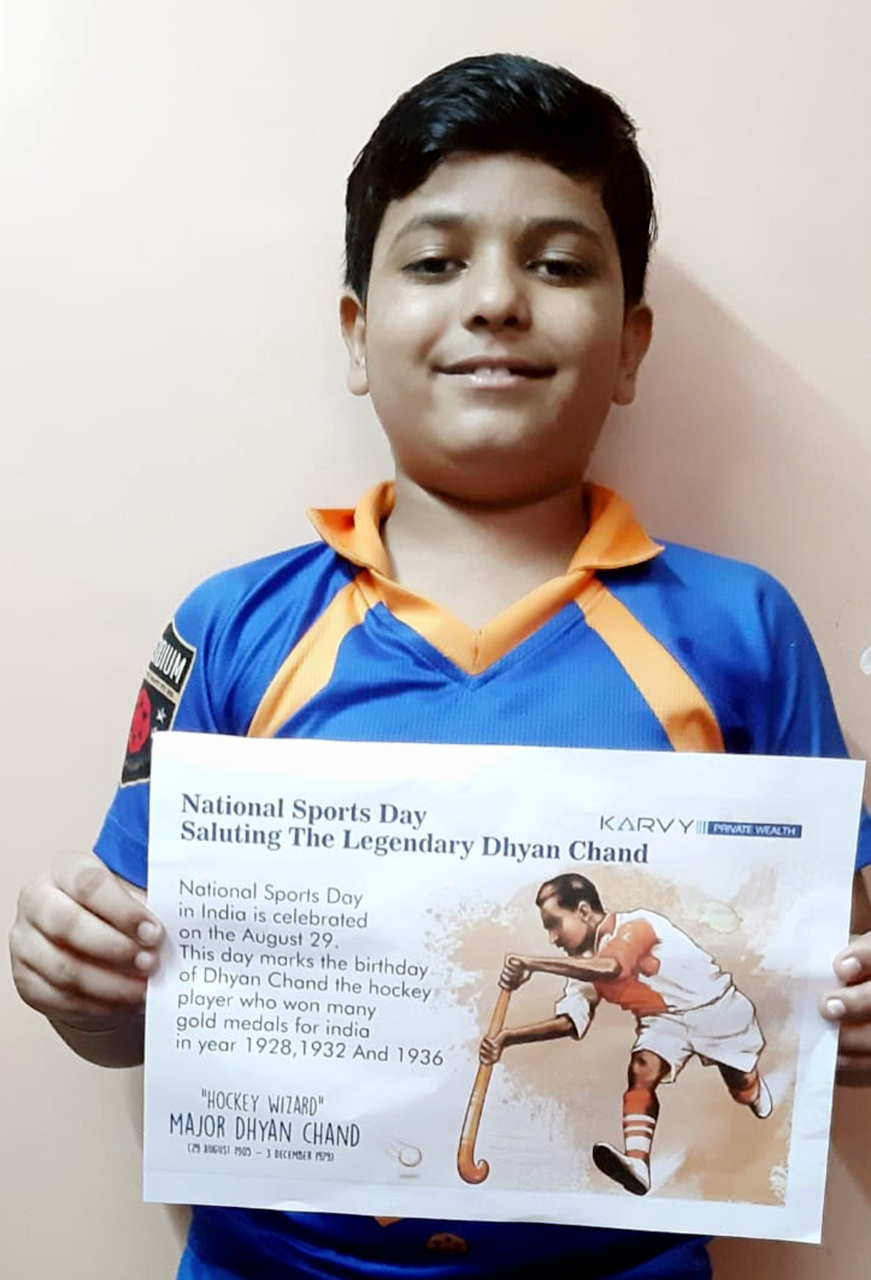 DIUM
National Sports Day
Saluting The Legendary Dhyan Chand
KARVY PRIVATE WEALTH
National Sports Day
in India is celebrated
on the August 29.
This day marks the birthday
of Dhyan Chand the hockey
player who won many
gold medals for india
in year 1928,1932 And 1936
"HOCKEY WIZARD"
MAJOR DHYAN CHAND
(29 AUGUST 1905 – 3 DECEMBER 1979)